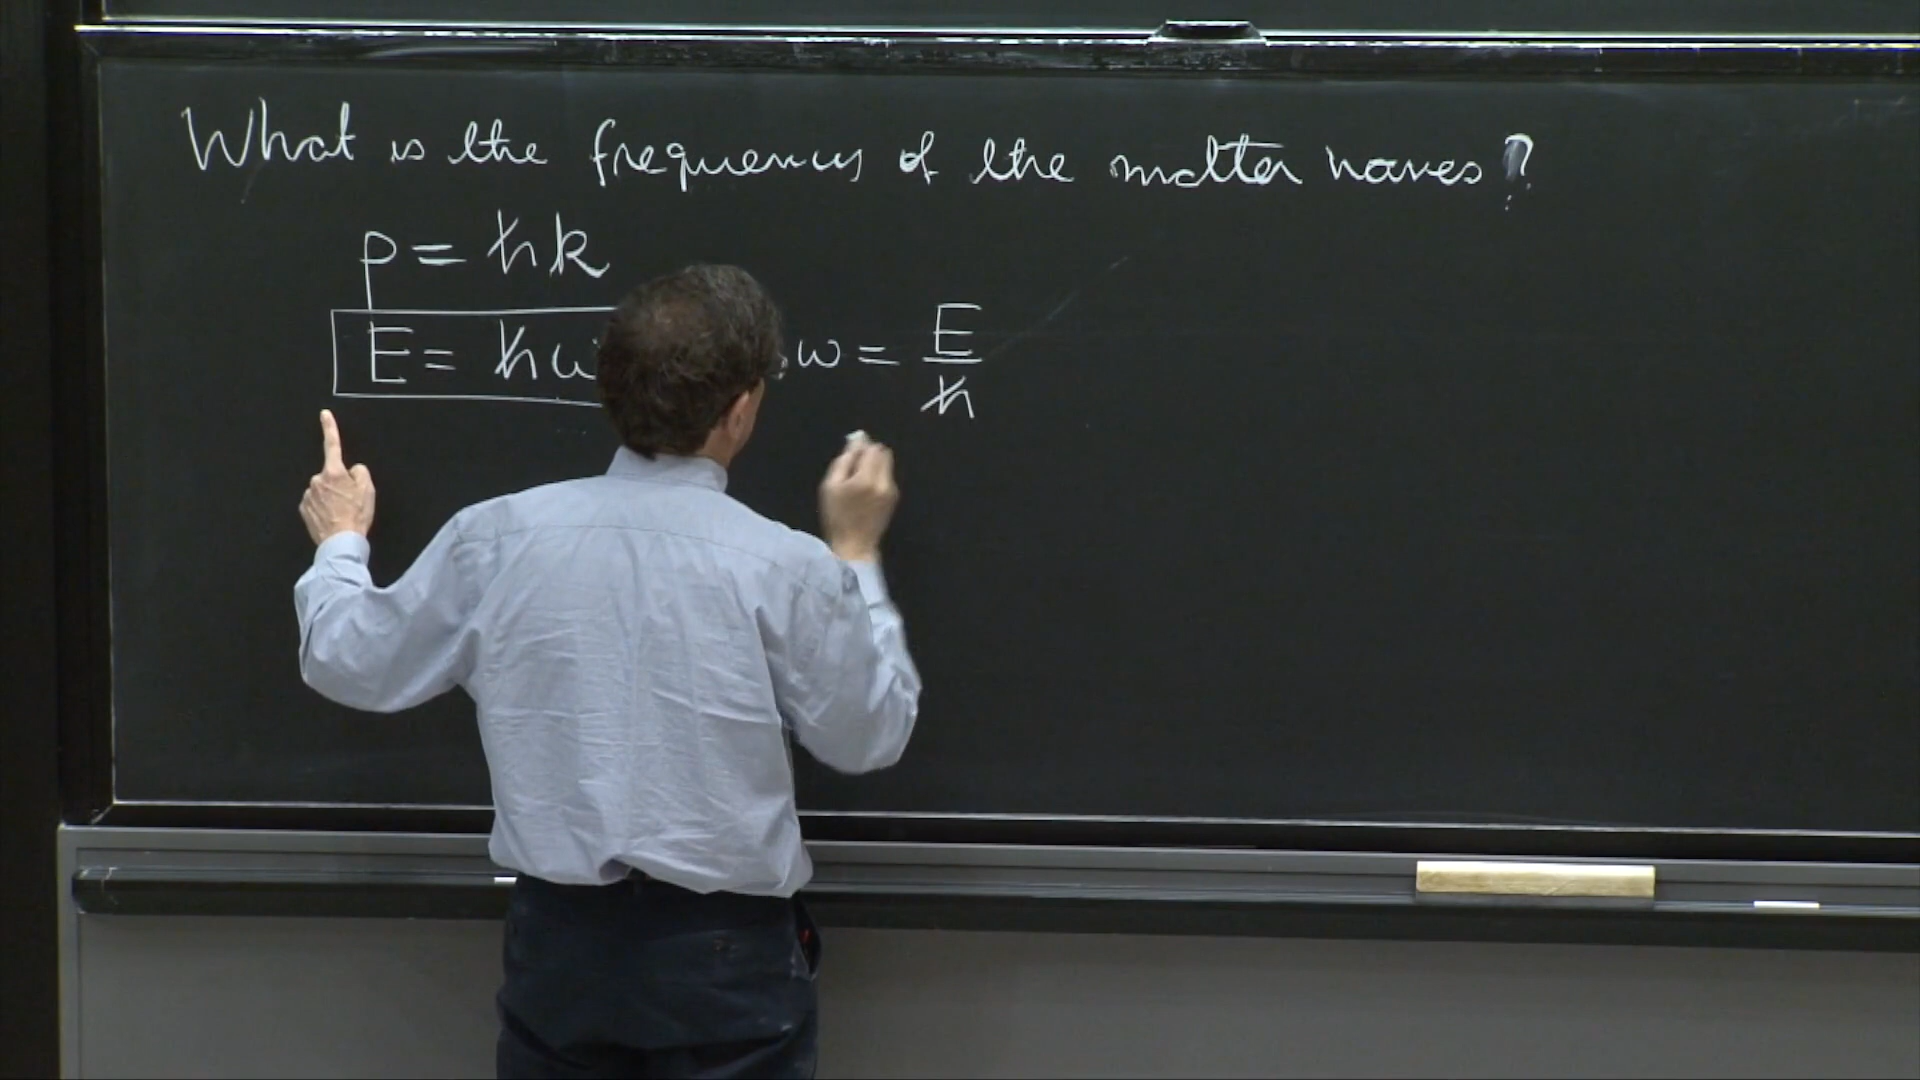 What is the frequency of the matter waves?
p = ħk
E = ħω ω = E/ħ